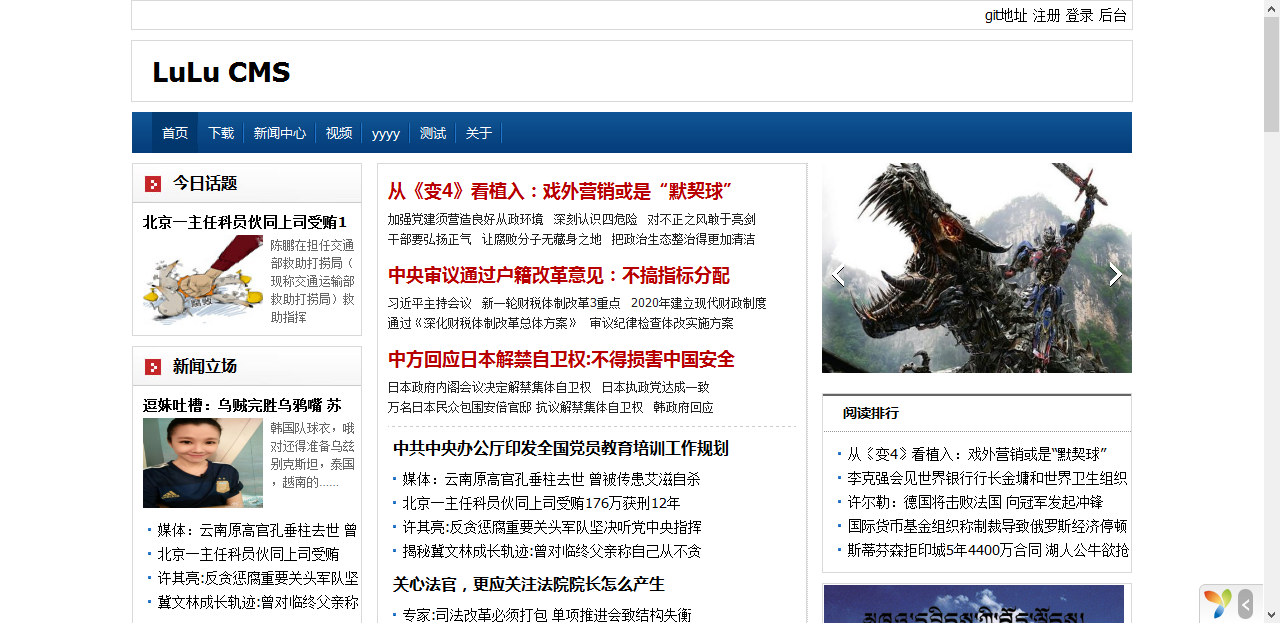 git地址 注册 登录 后台
LuLu CMS
首页 下载 新闻中心 视频 yyyy 测试 关于
今日话题
北京一主任科员伙同上司受贿1
陈鹏在担任交通
部救助打捞局（
现称交通运输部
救助打捞局）救
助指挥
新闻立场
逗妹吐槽：乌贼完胜乌鸦嘴 苏
韩国队球衣，哦
对还得准备乌兹
别克斯坦，泰国
，越南的……
媒体：云南原高官孔垂柱去世 曾
北京一主任科员伙同上司受贿
许其亮:反贪惩腐重要关头军队坚
冀文林成长轨迹:曾对临终父亲称
从《变4》看植入：戏外营销或是“默契球”
加强党建须营造良好从政环境 深刻认识四危险 对不正之风敢于亮剑
干部要弘扬正气 让腐败分子无藏身之地 把政治生态整治得更加清洁
中央审议通过户籍改革意见：不搞指标分配
习近平主持会议 新一轮财税体制改革3重点 2020年建立现代财政制度
通过《深化财税体制改革总体方案》 审议纪律检查体改实施方案
中方回应日本解禁自卫权:不得损害中国安全
日本政府内阁会议决定解禁集体自卫权 日本执政党达成一致
万名日本民众包围安倍官邸 抗议解禁集体自卫权 韩政府回应
中共中央办公厅印发全国党员教育培训工作规划
媒体：云南原高官孔垂柱去世 曾被传患艾滋自杀
北京一主任科员伙同上司受贿176万获刑12年
许其亮:反贪惩腐重要关头军队坚决听党中央指挥
揭秘冀文林成长轨迹:曾对临终父亲称自己从不贪
关心法官，更应关注法院院长怎么产生
专家:司法改革必须打包 单项推进会致结构失衡
阅读排行
从《变4》看植入：戏外营销或是“默契球”
李克强会见世界银行行长金墉和世界卫生组织
许尔勒：德国将击败法国 向冠军发起冲锋
国际货币基金组织称制裁导致俄罗斯经济停顿
斯蒂芬森拒印城5年4400万合同 湖人公牛欲抢